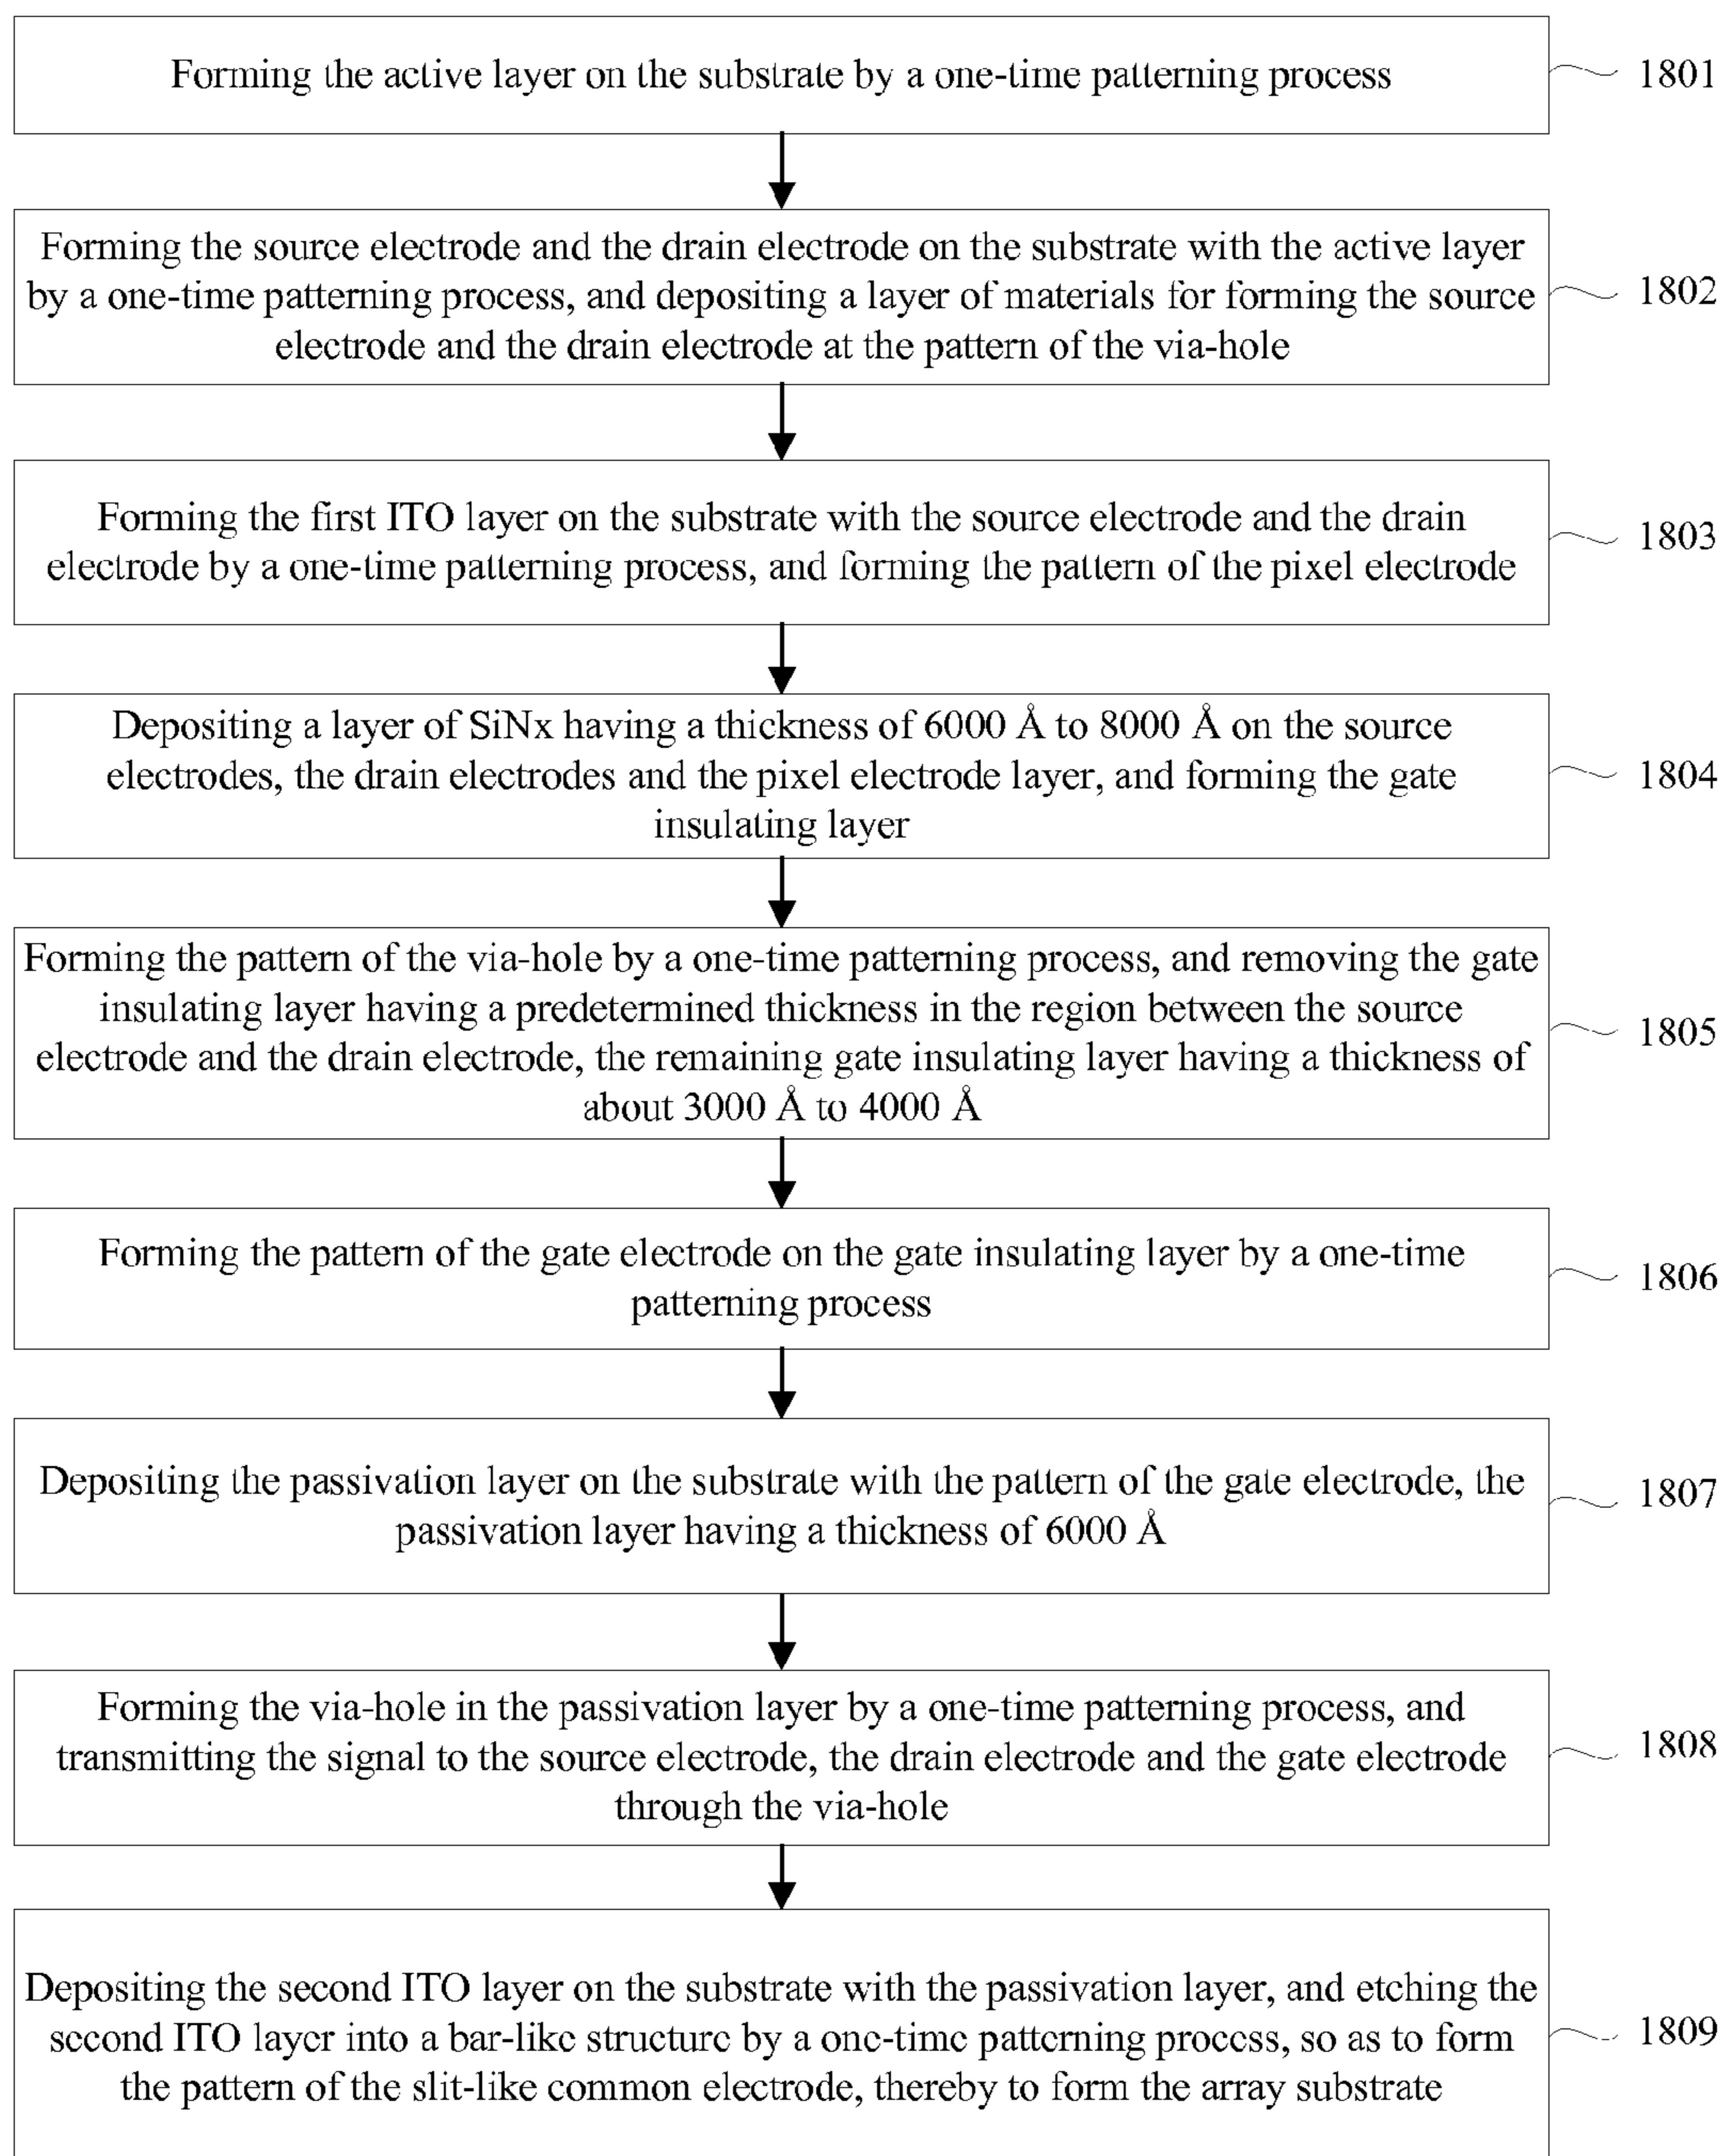 Forming the active layer on the substrate by a one-time patterning process
1801
Forming the source electrode and the drain electrode on the substrate with the active layer
by a one-time patterning process, and depositing a layer of materials for forming the source
electrode and the drain electrode at the pattern of the via-hole
1802
Forming the first ITO layer on the substrate with the source electrode and the drain
electrode by a one-time patterning process, and forming the pattern of the pixel electrode
1803
Depositing a layer of SiNx having a thickness of 6000 Å to 8000 Å on the source
electrodes, the drain electrodes and the pixel electrode layer, and forming the gate
insulating layer
1804
Forming the pattern of the via-hole by a one-time patterning process, and removing the gate
insulating layer having a predetermined thickness in the region between the source
electrode and the drain electrode, the remaining gate insulating layer having a thickness of
about 3000 Å to 4000 Å
1805
Forming the pattern of the gate electrode on the gate insulating layer by a one-time
patterning process
1806
Depositing the passivation layer on the substrate with the pattern of the gate electrode, the
passivation layer having a thickness of 6000 Å
1807
Forming the via-hole in the passivation layer by a one-time patterning process, and
transmitting the signal to the source electrode, the drain electrode and the gate electrode
through the via-hole
1808
Depositing the second ITO layer on the substrate with the passivation layer, and etching the
second ITO layer into a bar-like structure by a one-time patterning process, so as to form
the pattern of the slit-like common electrode, thereby to form the array substrate
1809